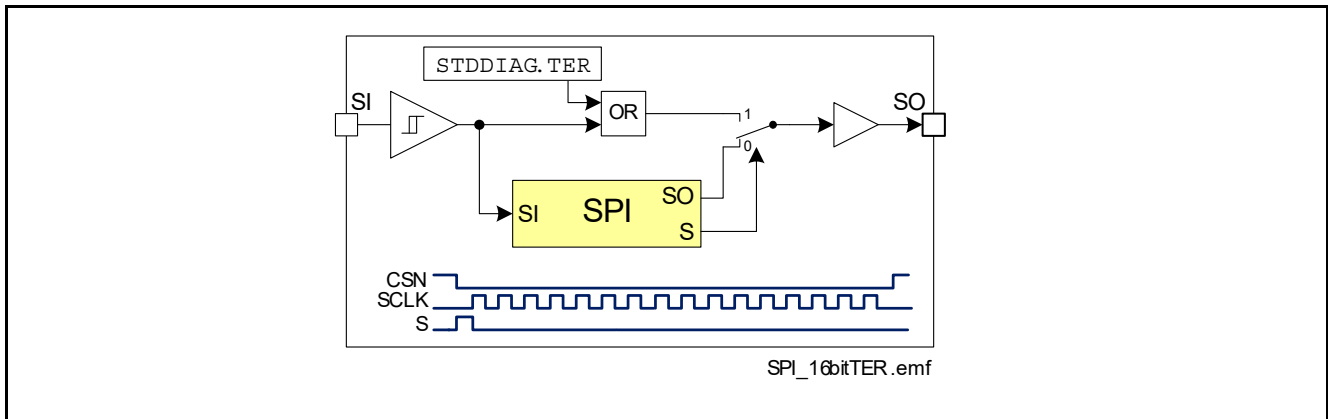 STDDIAG.TER
SI
SO
OR
1
0
SO
SI
SPI
S
CSN
SCLK
S
SPI_16bitTER.emf